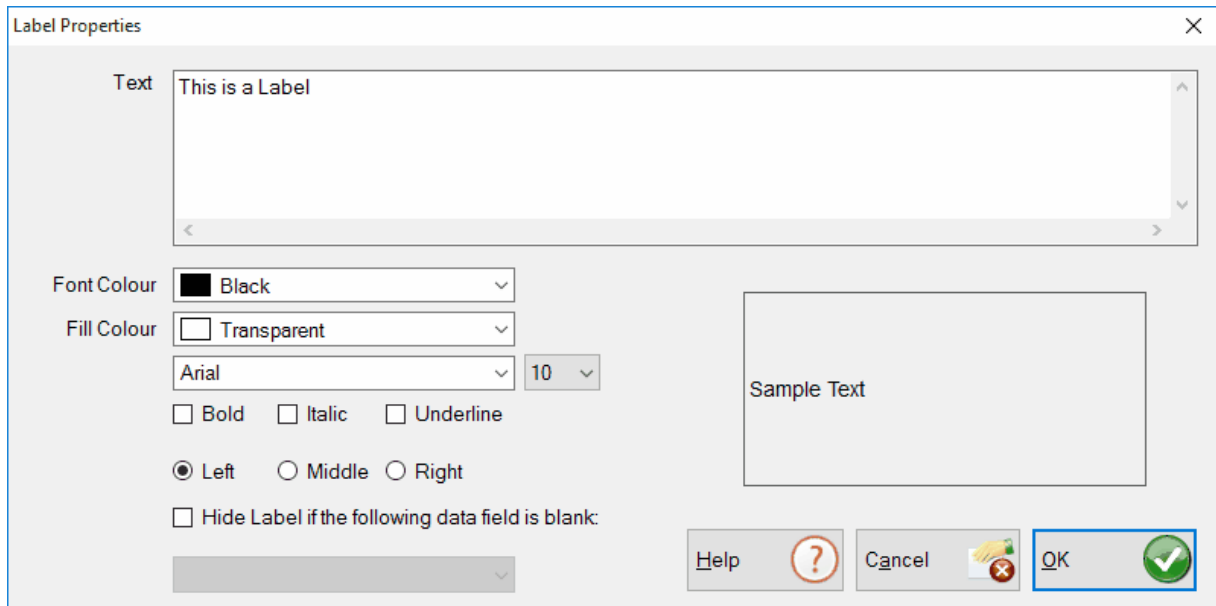 Label Properties
Text
This is a Label
Font Colour
Black
Fill Colour
Transparent
Arial
10
Bold Italic Underline
Sample Text
Left Middle Right
Hide Label if the following data field is blank:
Help Cancel OK